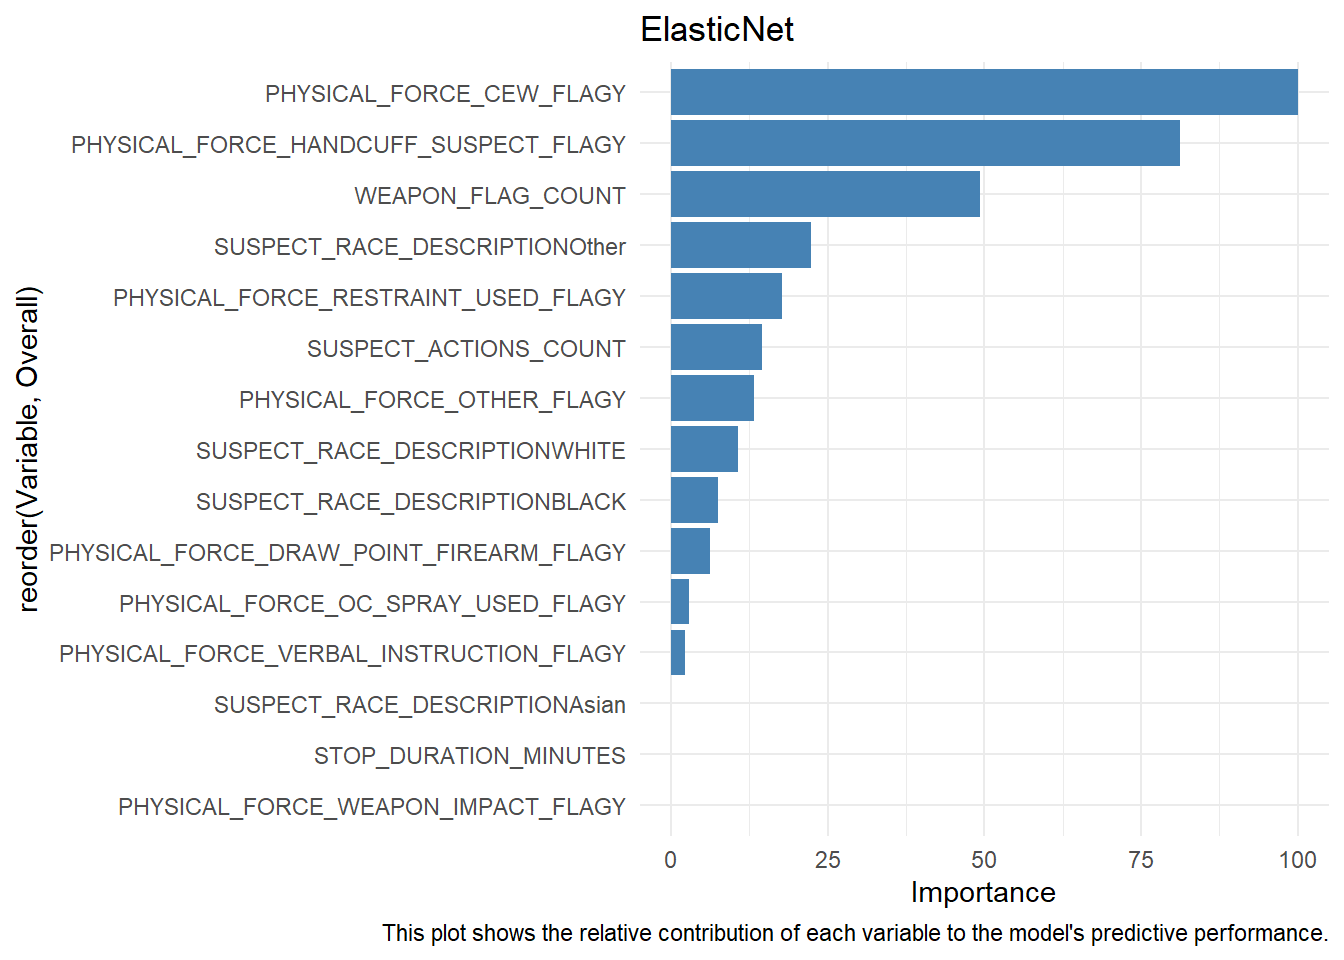 ElasticNet
reorder(Variable, Overall)
PHYSICAL_FORCE_CEW_FLAGY
PHYSICAL_FORCE_HANDCUFF_SUSPECT_FLAGY
WEAPON_FLAG_COUNT
SUSPECT_RACE_DESCRIPTIONOther
PHYSICAL_FORCE_RESTRAINT_USED_FLAGY
SUSPECT_ACTIONS_COUNT
PHYSICAL_FORCE_OTHER_FLAGY
SUSPECT_RACE_DESCRIPTIONWHITE
SUSPECT_RACE_DESCRIPTIONBLACK
PHYSICAL_FORCE_DRAW_POINT_FIREARM_FLAGY
PHYSICAL_FORCE_OC_SPRAY_USED_FLAGY
PHYSICAL_FORCE_VERBAL_INSTRUCTION_FLAGY
SUSPECT_RACE_DESCRIPTIONAsian
STOP_DURATION_MINUTES
PHYSICAL_FORCE_WEAPON_IMPACT_FLAGY
0 25 50 75 100
Importance
This plot shows the relative contribution of each variable to the model's predictive performance.